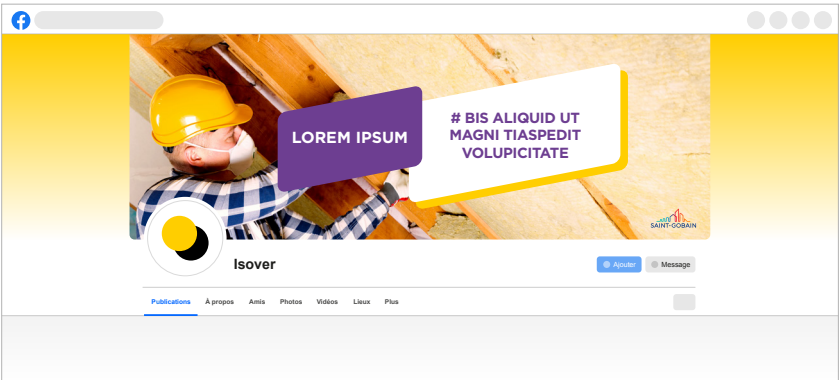 LOREM IPSUM
# BIS ALIQUID UT
MAGNI TIASPEDIT
VOLUPICITATE
SAINT-GOBAIN
Isover
Ajouter
Message
Publications
À propos
Amis
Photos
Vidéos
Lieux
Plus